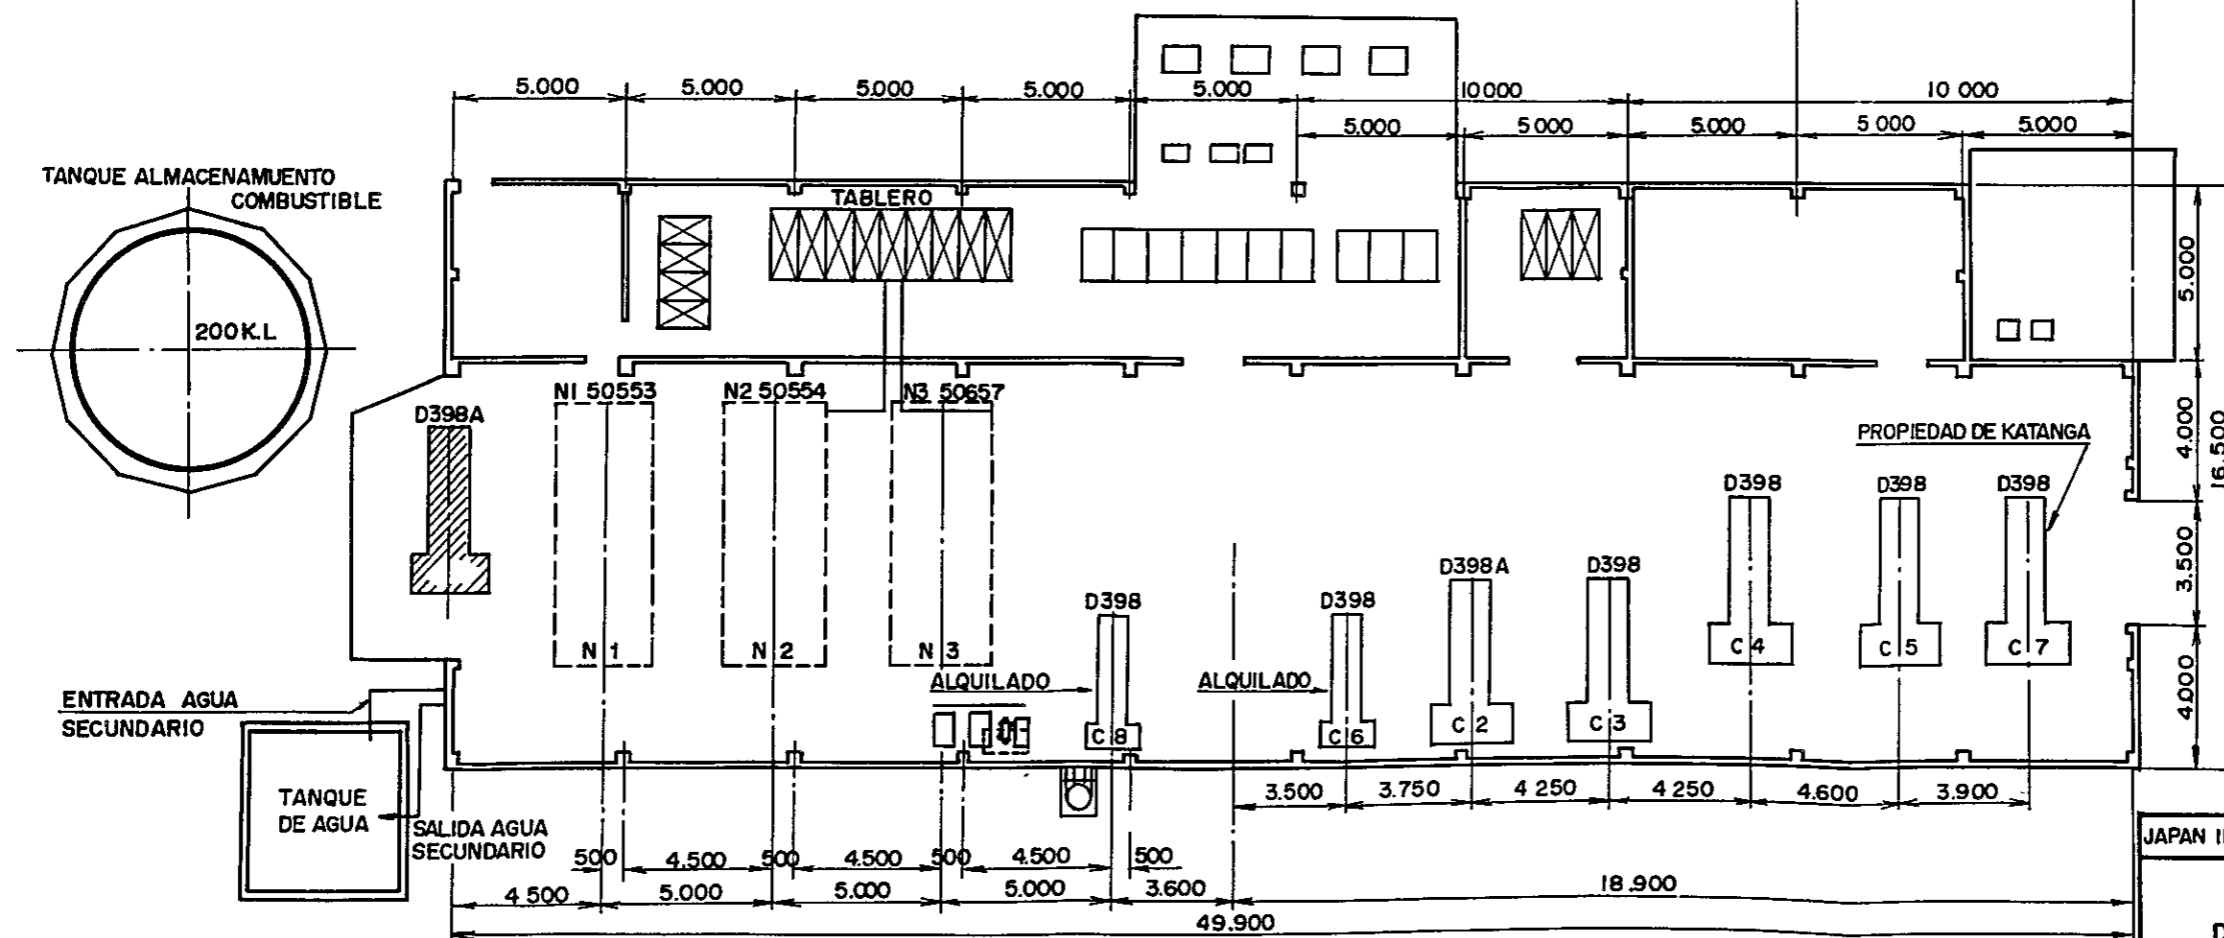 5.000 5.000 5.000 5.000 5.000 10000 10 000
5.000 5000 5.000 5000 5.000
TANQUE ALMACENAMUENTO
COMBUSTIBLE
TABLERO
200K.L
5.000
N1 50553 N2 50554 N3 50657
D398A
PROPIEDAD DE KATANGA
4.000
16.500
D398 D398 D398
3.500
D398A D398
D398 D398
N 1 N 2 N 3
C 4 C 5 C 7
ALQUILADO ALQUILADO
4.000
ENTRADA AGUA
SECUNDARIO
C 8 C 6 C 2 C 3
3.500 3.750 4 250 4 250 4.600 3.900
TANQUE
DE AGUA
SALIDA AGUA
SECUNDARIO
JAPAN
500 4.500 500 4.500 500 4.500 500
4 500 5.000 5.000 5.000 3.600 18.900
49.900